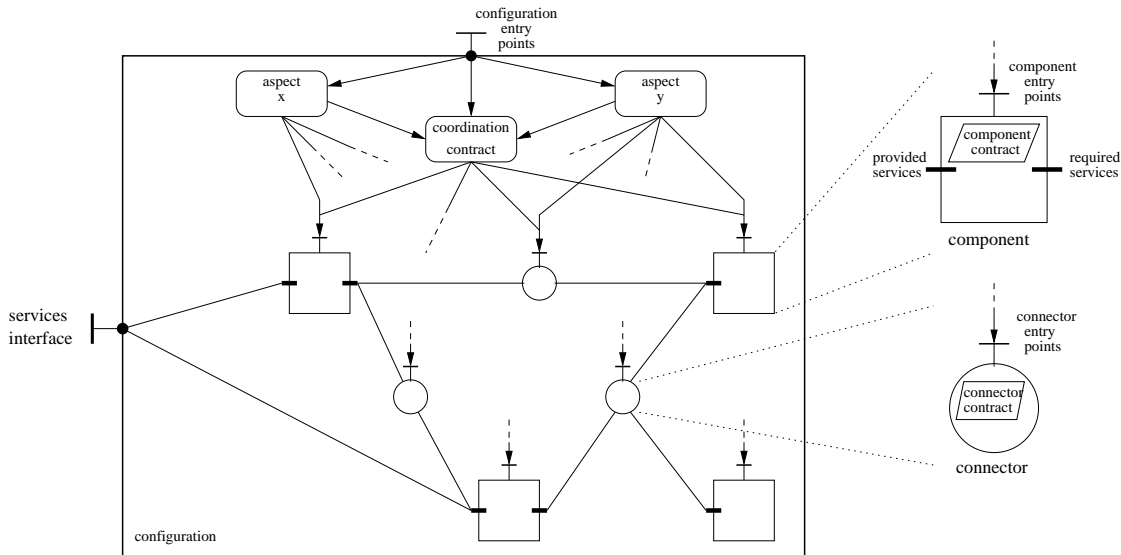 configuration
entry
points
aspect
x
aspect
y
coordination
contract
services
interface
configuration
component
entry
points
component
contract
provided
services
required
services
component
connector
entry
points
connector
contract
connector